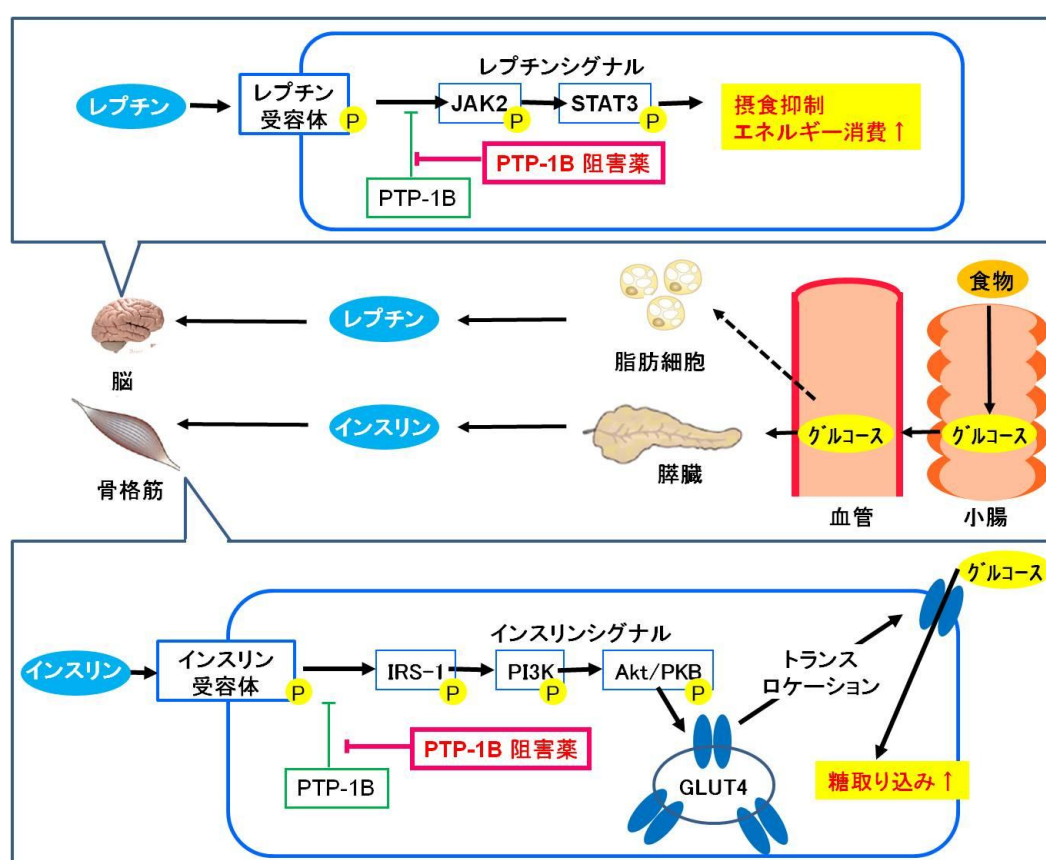 レプチンシグナル
レプチン
レプチン
受容体
P
JAK2
P
STAT3
P
摂食抑制
エネルギー消費↑
PTP-1B 阻害薬
PTP-1B
食物
レプチン
脂肪細胞
脳
インスリン
グルコース
グルコース
骨格筋
膵臓
血管
小腸
グルコース
インスリンシグナル
インスリン
インスリン
受容体
P
IRS-1
P
PI3K
P
Akt/PKB
P
トランス
ロケーション
PTP-1B 阻害薬
PTP-1B
GLUT4
糖取り込み↑